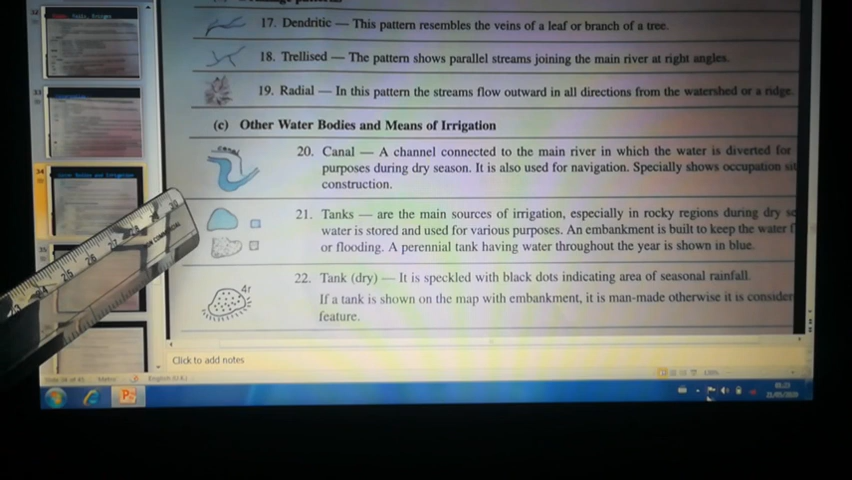 17. Dendritic — This pattern resembles the veins of a leaf or branch of a tree.
18. Trellised — The pattern shows parallel streams joining the main river at right angles.
19. Radial — In this pattern the streams flow outward in all directions from the watershed or a ridge.
(c) Other Water Bodies and Means of Irrigation
Canal
20. Canal — A channel connected to the main river in which the water is diverted for
purposes during dry season. It is also used for navigation. Specially shows occupation
construction.
21. Tanks — are the main sources of irrigation, especially in rocky regions during dry
water is stored and used for various purposes. An embankment is built to keep the water
or flooding. A perennial tank having water throughout the year is shown in blue.
22. Tank (dry) — It is speckled with black dots indicating area of seasonal rainfall.
4r
If a tank is shown on the map with embankment, it is man-made otherwise it is consider
feature.
Click to add notes